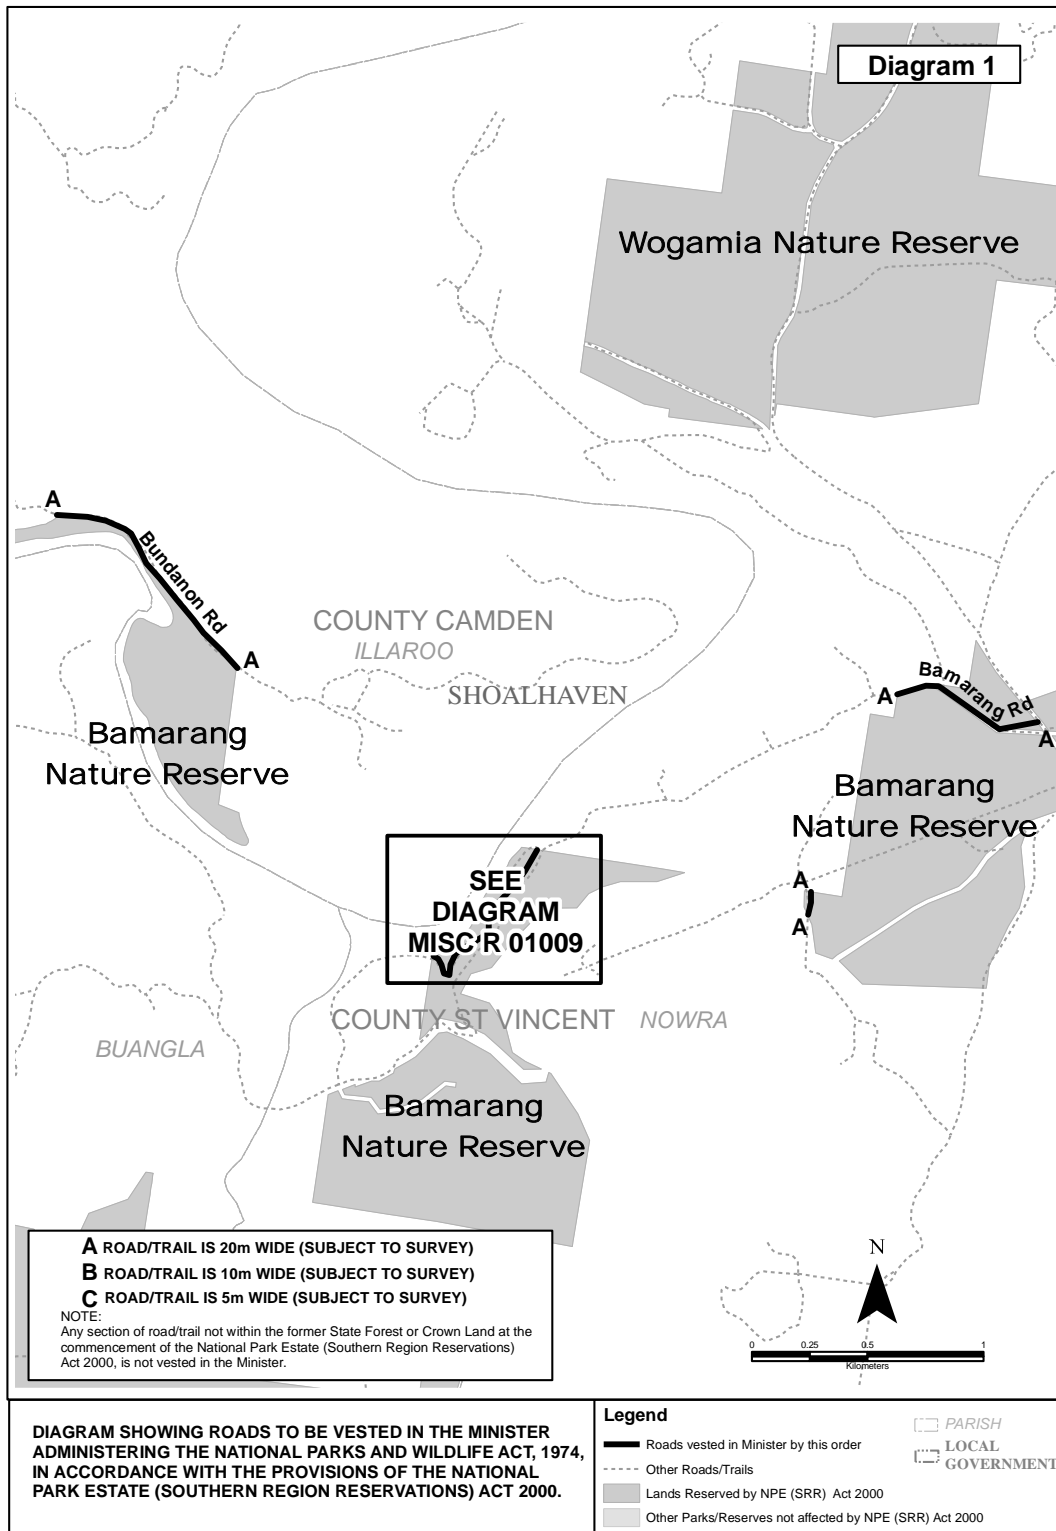 Diagram 1
Wogamia Nature Reserve
A
Bundanon Rd
A
COUNTY CAMDEN
ILLAROO
SHOALHAVEN
A
Bamarang Rd
A
Bamarang
Nature Reserve
Bamarang
Nature Reserve
SEE
DIAGRAM
MISC R 01009
A
A
COUNTY ST VINCENT
NOWRA
BUANGLA
Bamarang
Nature Reserve
A ROAD/TRAIL IS 20m WIDE (SUBJECT TO SURVEY)
B ROAD/TRAIL IS 10m WIDE (SUBJECT TO SURVEY)
C ROAD/TRAIL IS 5m WIDE (SUBJECT TO SURVEY)
NOTE:
Any section of road/trail not within the former State Forest or Crown Land at the
commencement of the National Park Estate (Southern Region Reservations)
Act 2000, is not vested in the Minister.
N
0 0.25 0.5 1
Kilometers
DIAGRAM SHOWING ROADS TO BE VESTED IN THE MINISTER
ADMINISTERING THE NATIONAL PARKS AND WILDLIFE ACT, 1974,
IN ACCORDANCE WITH THE PROVISIONS OF THE NATIONAL
PARK ESTATE (SOUTHERN REGION RESERVATIONS) ACT 2000.
Legend
Roads vested in Minister by this order
Other Roads/Trails
Lands Reserved by NPE (SRR) Act 2000
Other Parks/Reserves not affected by NPE (SRR) Act 2000
PARISH
LOCAL
GOVERNMENT